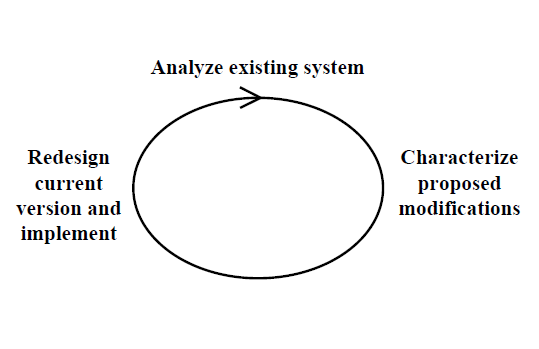 Analyze existing system
Redesign
current
version and
implement
Characterize
proposed
modifications